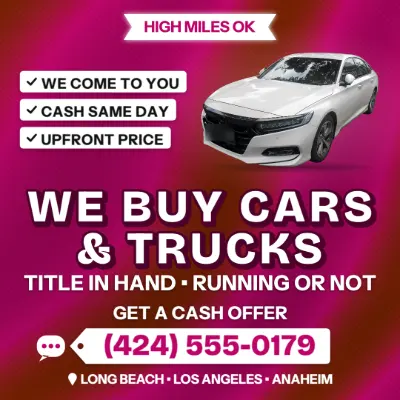 HIGH MILES OK
✓ WE COME TO YOU
✓ CASH SAME DAY
✓ UPFRONT PRICE
WE BUY CARS
& TRUCKS
TITLE IN HAND ▪ RUNNING OR NOT
GET A CASH OFFER
(424) 555-0179
LONG BEACH ▪ LOS ANGELES ▪ ANAHEIM